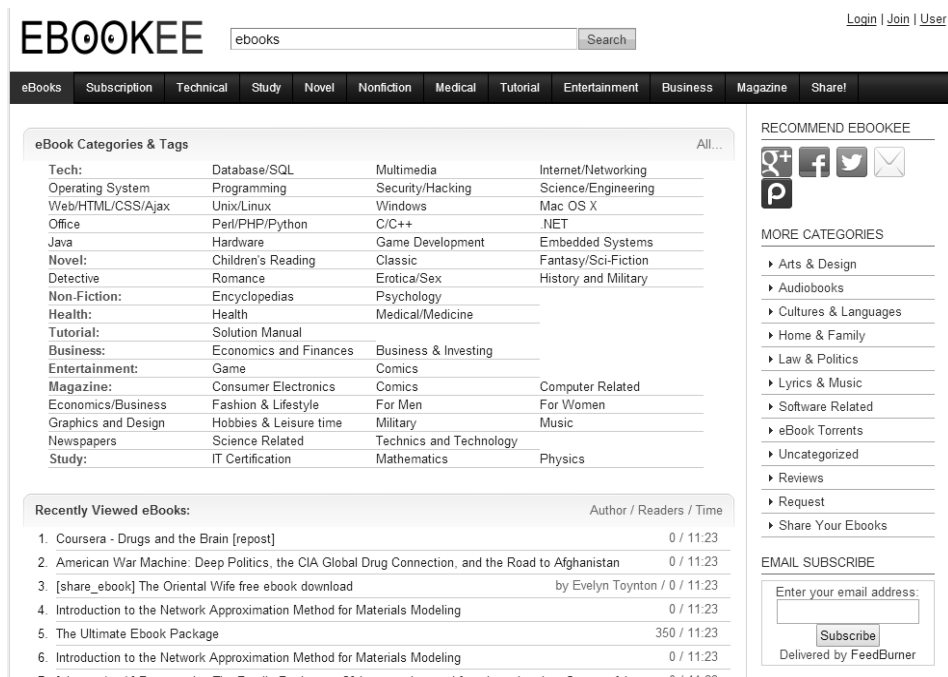 Login | Join | User
EBOOKEE
ebooks Search
eBooks Subscription Technical Study Novel Nonfiction Medical Tutorial Entertainment Business Magazine Share!
eBook Categories & Tags All...
Tech: Database/SQL Multimedia Internet/Networking
Operating System Programming Security/Hacking Science/Engineering
Web/HTML/CSS/Ajax Unix/Linux Windows Mac OS X
Office Perl/PHP/Python C/C++ .NET
Java Hardware Game Development Embedded Systems
Novel: Children's Reading Classic Fantasy/Sci-Fiction
Detective Romance Erotica/Sex History and Military
Non-Fiction: Encyclopedias Psychology
Health: Health Medical/Medicine
Tutorial: Solution Manual
Business: Economics and Finances Business & Investing
Entertainment: Game Comics
Magazine: Consumer Electronics Comics Computer Related
Economics/Business Fashion & Lifestyle For Men For Women
Graphics and Design Hobbies & Leisure time Military Music
Newspapers Science Related Technics and Technology
Study: IT Certification Mathematics Physics
Recently Viewed eBooks: Author / Readers / Time
1. Coursera - Drugs and the Brain [repost] 0 / 11:23
2. American War Machine: Deep Politics, the CIA Global Drug Connection, and the Road to Afghanistan 0 / 11:23
3. [share_ebook] The Oriental Wife free ebook download by Evelyn Toynton / 0 / 11:23
4. Introduction to the Network Approximation Method for Materials Modeling 0 / 11:23
5. The Ultimate Ebook Package 350 / 11:23
6. Introduction to the Network Approximation Method for Materials Modeling 0 / 11:23
RECOMMEND EBOOKEE
MORE CATEGORIES
Arts & Design
Audiobooks
Cultures & Languages
Home & Family
Law & Politics
Lyrics & Music
Software Related
eBook Torrents
Uncategorized
Reviews
Request
Share Your Ebooks
EMAIL SUBSCRIBE
Enter your email address:
Subscribe
Delivered by FeedBurner